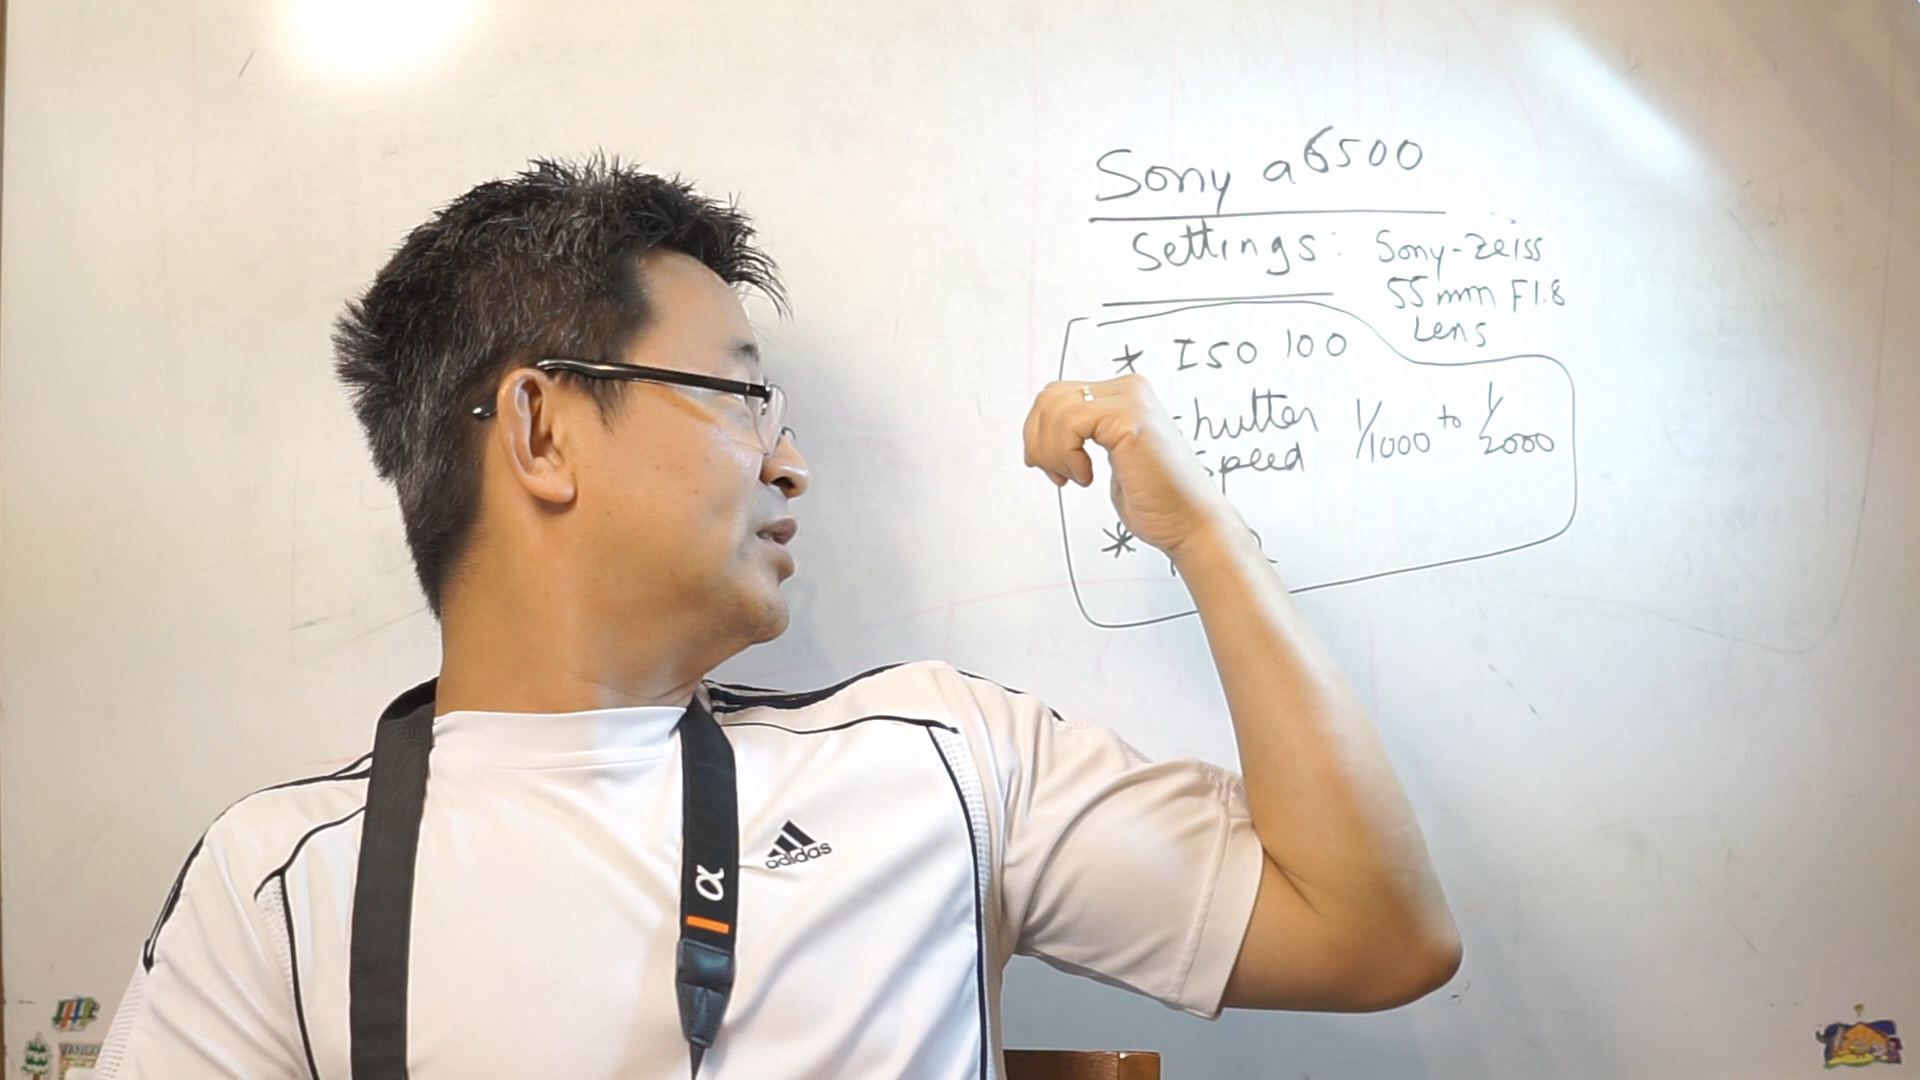 Sony a6500
Settings:
Sony-Zeiss
55mm F1.8
Lens
* ISO 100
hutter
speed
1/1000 to 1/2000
*
adidas
α